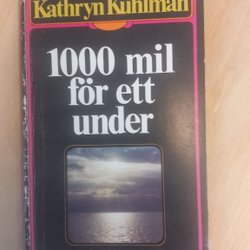 Kathryn Kuhlman
1000 mil
för ett
under